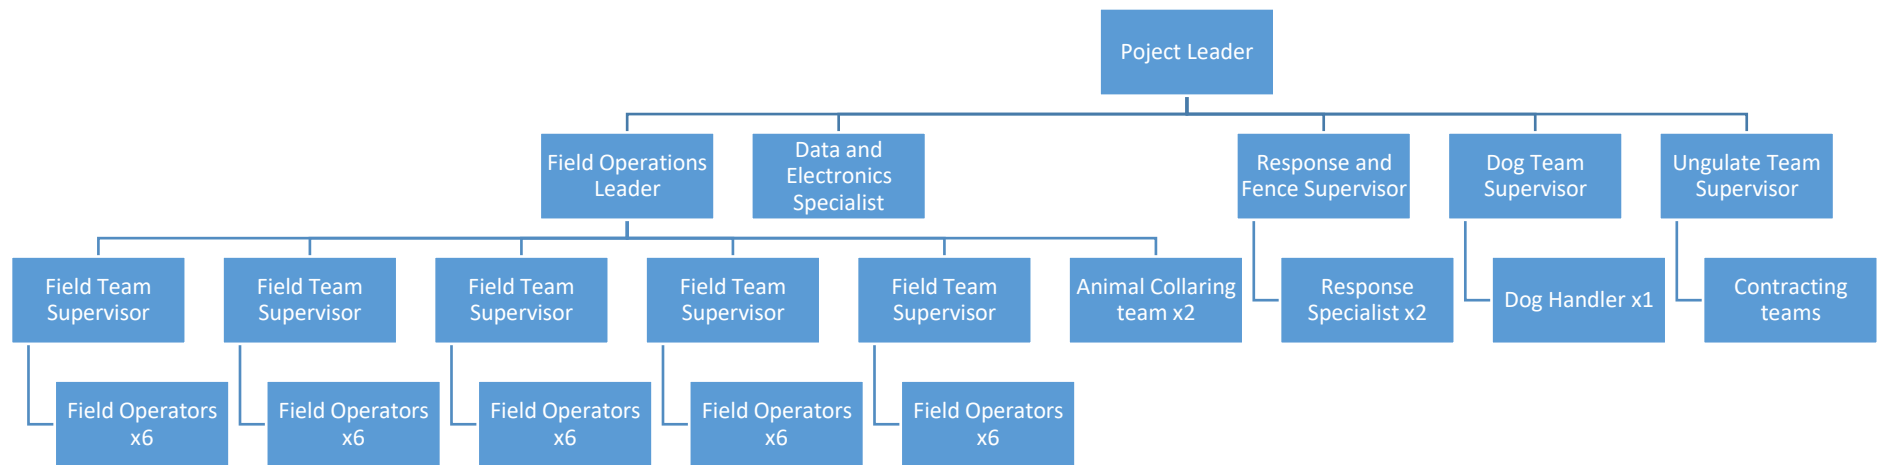 Poject Leader
Field Operations
Leader
Data and
Electronics
Specialist
Response and
Fence Supervisor
Dog Team
Supervisor
Ungulate Team
Supervisor
Field Team
Supervisor
Field Team
Supervisor
Field Team
Supervisor
Field Team
Supervisor
Field Team
Supervisor
Animal Collaring
team x2
Response
Specialist x2
Dog Handler x1
Contracting
teams
Field Operators
x6
Field Operators
x6
Field Operators
x6
Field Operators
x6
Field Operators
x6